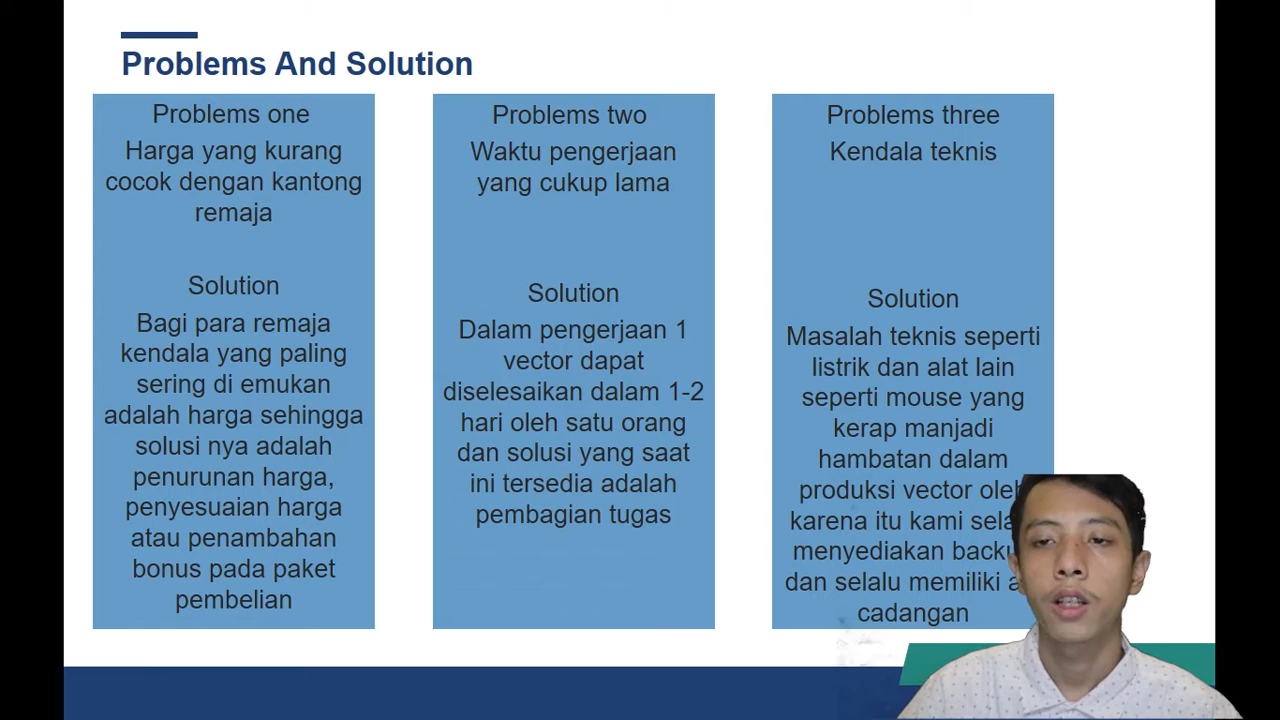 Problems And Solution
Problems one
Harga yang kurang
cocok dengan kantong
remaja
Solution
Bagi para remaja
kendala yang paling
sering di emukan
adalah harga sehingga
solusi nya adalah
penurunan harga,
penyesuaian harga
atau penambahan
bonus pada paket
pembelian
Problems two
Waktu pengerjaan
yang cukup lama
Solution
Dalam pengerjaan 1
vector dapat
diselesaikan dalam 1-2
hari oleh satu orang
dan solusi yang saat
ini tersedia adalah
pembagian tugas
Problems three
Kendala teknis
Solution
Masalah teknis seperti
listrik dan alat lain
seperti mouse yang
kerap manjadi
hambatan dalam
produksi vector oleh
karena itu kami
menyediakan
dan selalu memiliki
cadangan